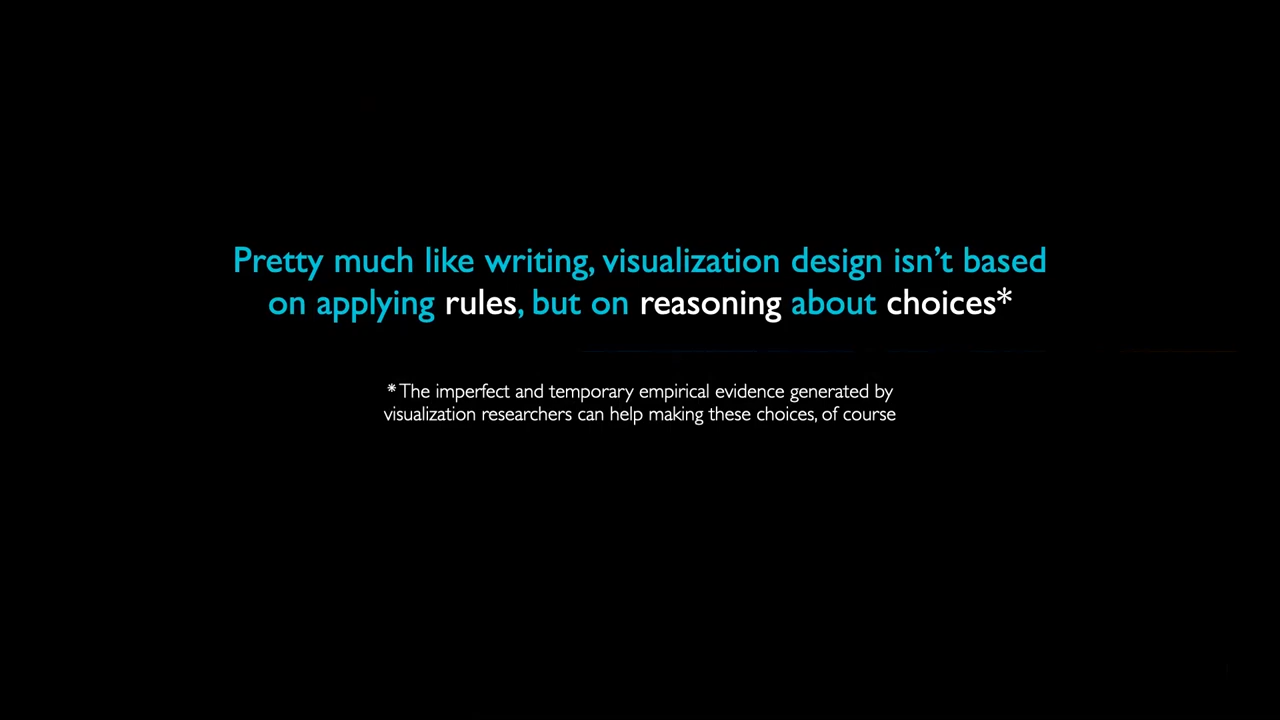 Pretty much like writing, visualization design isn’t based
on applying rules, but on reasoning about choices*
* The imperfect and temporary empirical evidence generated by
visualization researchers can help making these choices, of course